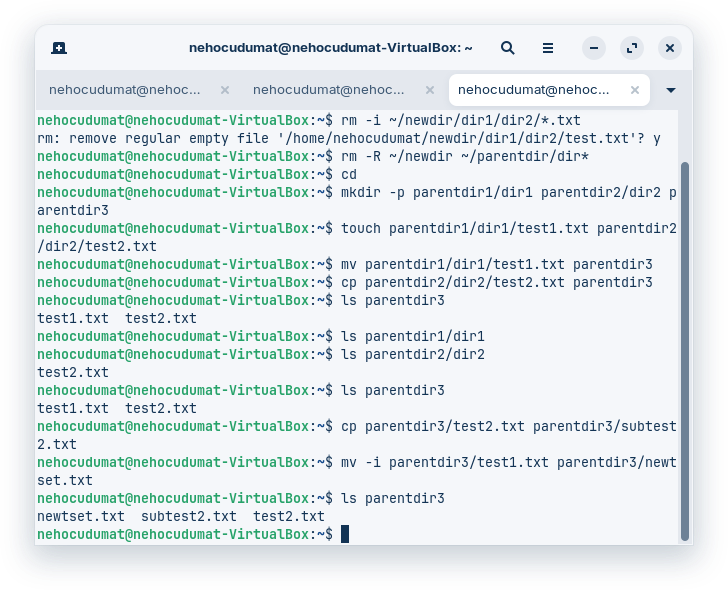 nehocudumat@nehocudumat-VirtualBox: ~
nehocudumat@nehoc... nehocudumat@nehoc... nehocudumat@nehoc...
nehocudumat@nehocudumat-VirtualBox:~$ rm -i ~/newdir/dir1/dir2/*.txt
rm: remove regular empty file '/home/nehocudumat/newdir/dir1/dir2/test.txt'? y
nehocudumat@nehocudumat-VirtualBox:~$ rm -R ~/newdir ~/parentdir/dir*
nehocudumat@nehocudumat-VirtualBox:~$ cd
nehocudumat@nehocudumat-VirtualBox:~$ mkdir -p parentdir1/dir1 parentdir2/dir2 p
arentdir3
nehocudumat@nehocudumat-VirtualBox:~$ touch parentdir1/dir1/test1.txt parentdir2
/dir2/test2.txt
nehocudumat@nehocudumat-VirtualBox:~$ mv parentdir1/dir1/test1.txt parentdir3
nehocudumat@nehocudumat-VirtualBox:~$ cp parentdir2/dir2/test2.txt parentdir3
nehocudumat@nehocudumat-VirtualBox:~$ ls parentdir3
test1.txt  test2.txt
nehocudumat@nehocudumat-VirtualBox:~$ ls parentdir1/dir1
nehocudumat@nehocudumat-VirtualBox:~$ ls parentdir2/dir2
test2.txt
nehocudumat@nehocudumat-VirtualBox:~$ ls parentdir3
test1.txt  test2.txt
nehocudumat@nehocudumat-VirtualBox:~$ cp parentdir3/test2.txt parentdir3/subtest
2.txt
nehocudumat@nehocudumat-VirtualBox:~$ mv -i parentdir3/test1.txt parentdir3/newt
set.txt
nehocudumat@nehocudumat-VirtualBox:~$ ls parentdir3
newtset.txt  subtest2.txt  test2.txt
nehocudumat@nehocudumat-VirtualBox:~$